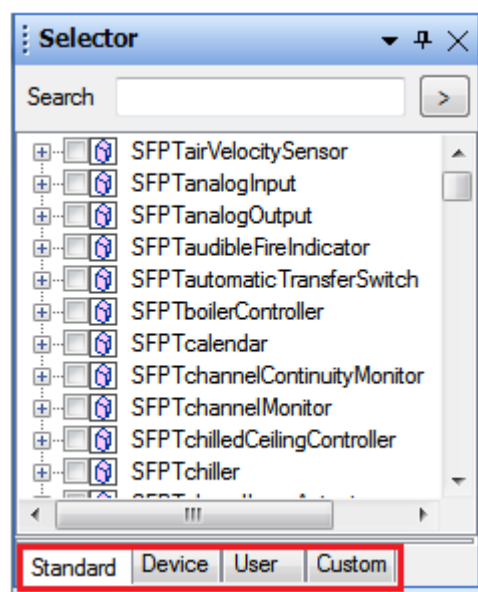 Selector
Search >
SFPTairVelocitySensor
SFPTanalogInput
SFPTanalogOutput
SFPTaudibleFireIndicator
SFPTautomaticTransferSwitch
SFPTboilerController
SFPTcalendar
SFPTchannelContinuityMonitor
SFPTchannelMonitor
SFPTchilledCeilingController
SFPTchiller
Standard Device User Custom